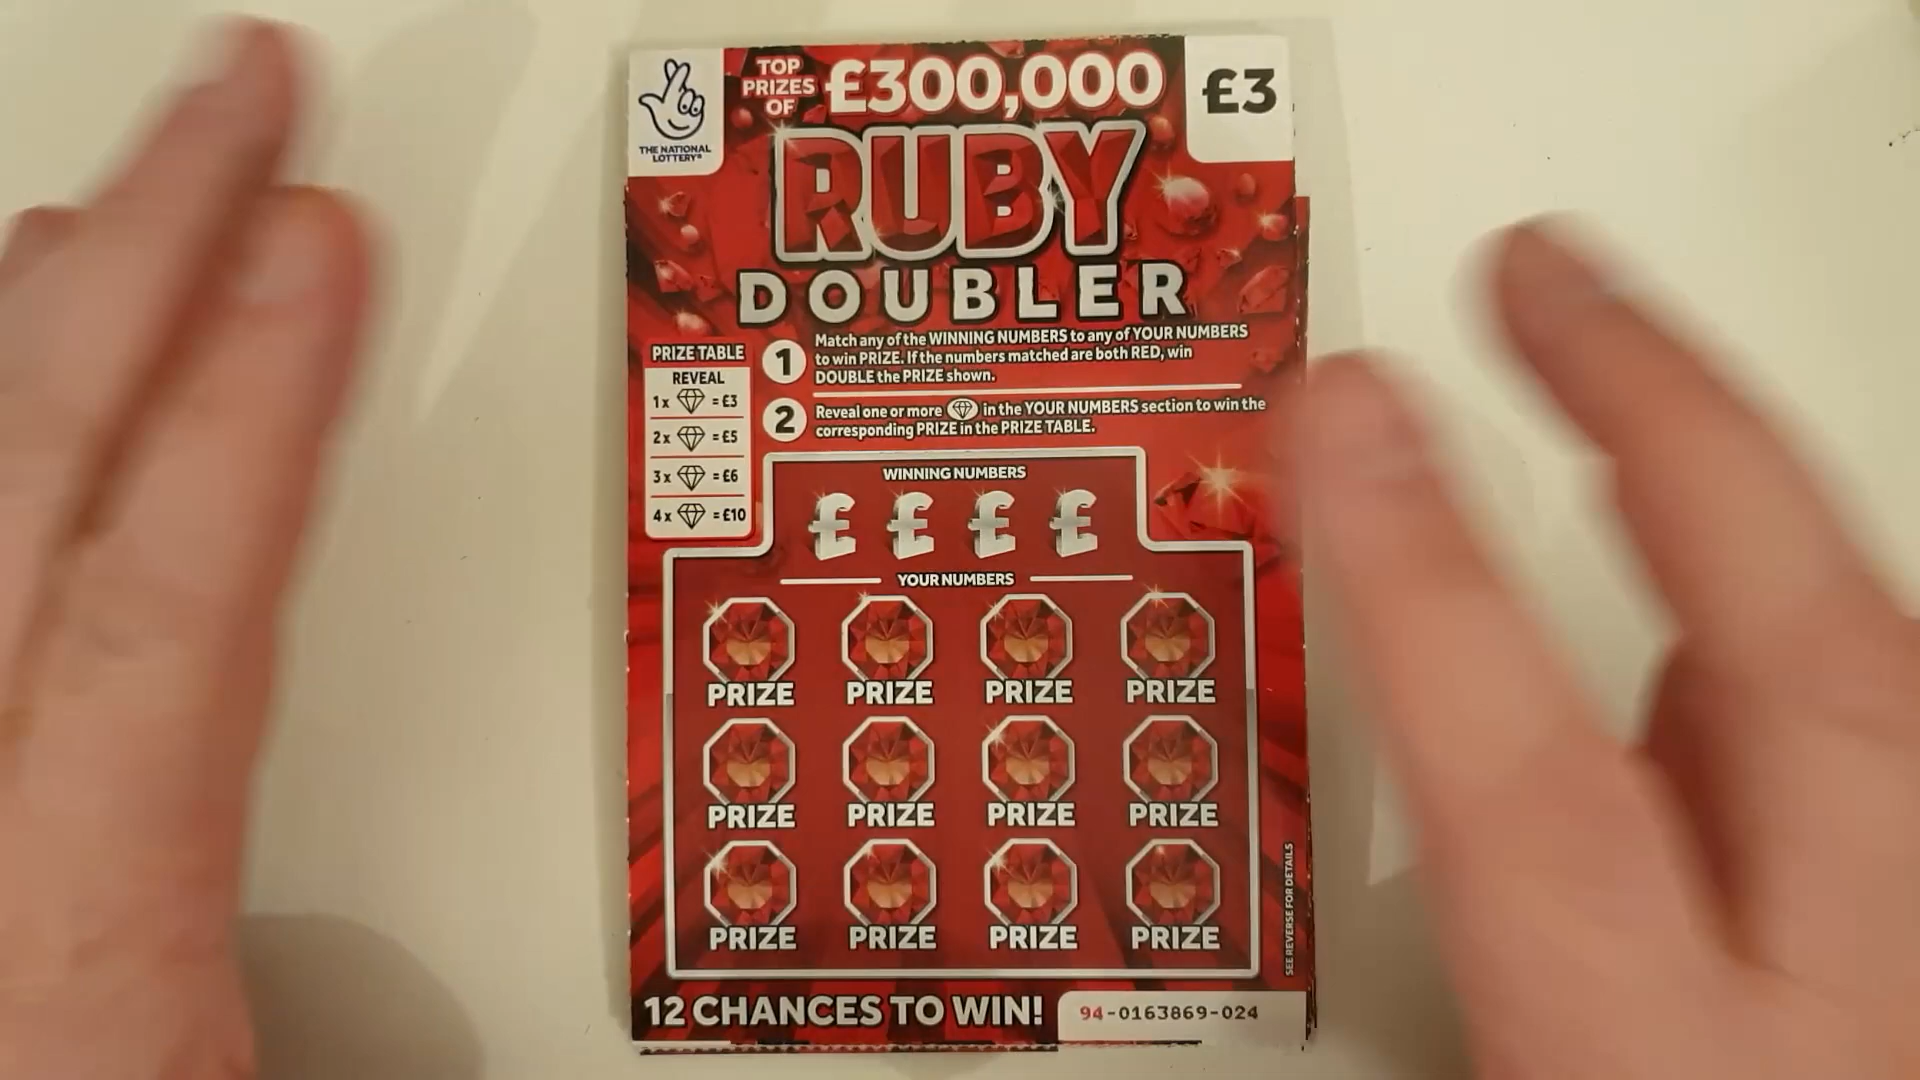 THE NATIONAL
LOTTERY®
TOP
PRIZES
OF
£300,000
£3
RUBY
DOUBLER
PRIZE TABLE
REVEAL
1x = £3
2x = £5
3x = £6
4x = £10
1
Match any of the WINNING NUMBERS to any of YOUR NUMBERS
to win PRIZE. If the numbers matched are both RED, win
DOUBLE the PRIZE shown.
2
Reveal one or more in the YOUR NUMBERS section to win the
corresponding PRIZE in the PRIZE TABLE.
WINNING NUMBERS
£ £ £ £
YOUR NUMBERS
PRIZE PRIZE PRIZE PRIZE
PRIZE PRIZE PRIZE PRIZE
PRIZE PRIZE PRIZE PRIZE
SEE REVERSE FOR DETAILS
12 CHANCES TO WIN!
94-0163869-024